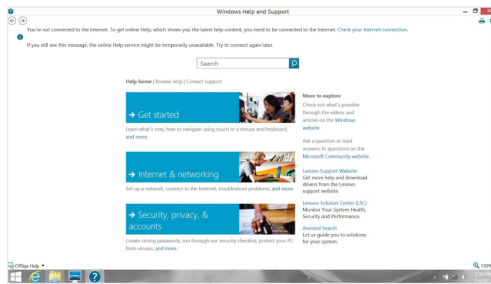 Windows Help and Support
You're not connected to the Internet. To get online Help, which shows you the latest help content, you need to be connected to the Internet. Check your Internet connection.
If you still see this message, the online Help service might be temporarily unavailable. Try to connect again later.
Search
Help home | Browse help | Contact support
→ Get started
Learn what's new, how to navigate using touch or a mouse and keyboard,
and more.
→ Internet & networking
Set up a network, connect to the Internet, troubleshoot problems, and more.
→ Security, privacy, &
accounts
Create strong passwords, run through our security checklist, protect your PC
from viruses, and more.
More to explore
Check out what's possible
through the videos and
articles on the Windows
website.
Ask a question or read
answers to questions on the
Microsoft Community website.
Lenovo Support Website
Get more help and download
drivers from the Lenovo
support website.
Lenovo Solution Center (LSC)
Monitor Your System Health,
Security and Performance.
Assisted Search
Let us guide you to solutions
for your system.
Offline Help
150%